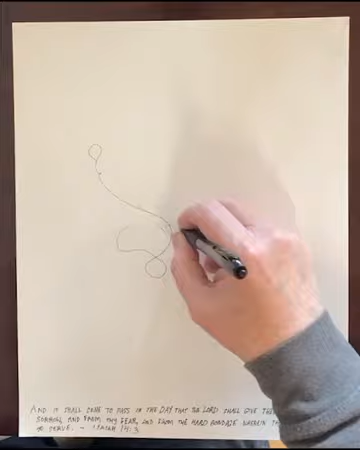 AND IT SHALL COME TO PASS IN THE DAY THAT THE LORD SHALL GIVE THEE
SORROW, AND FROM THY FEAR, AND FROM THE HARD BONDAGE WHEREIN
TO SERVE. - ISAIAH 14:3